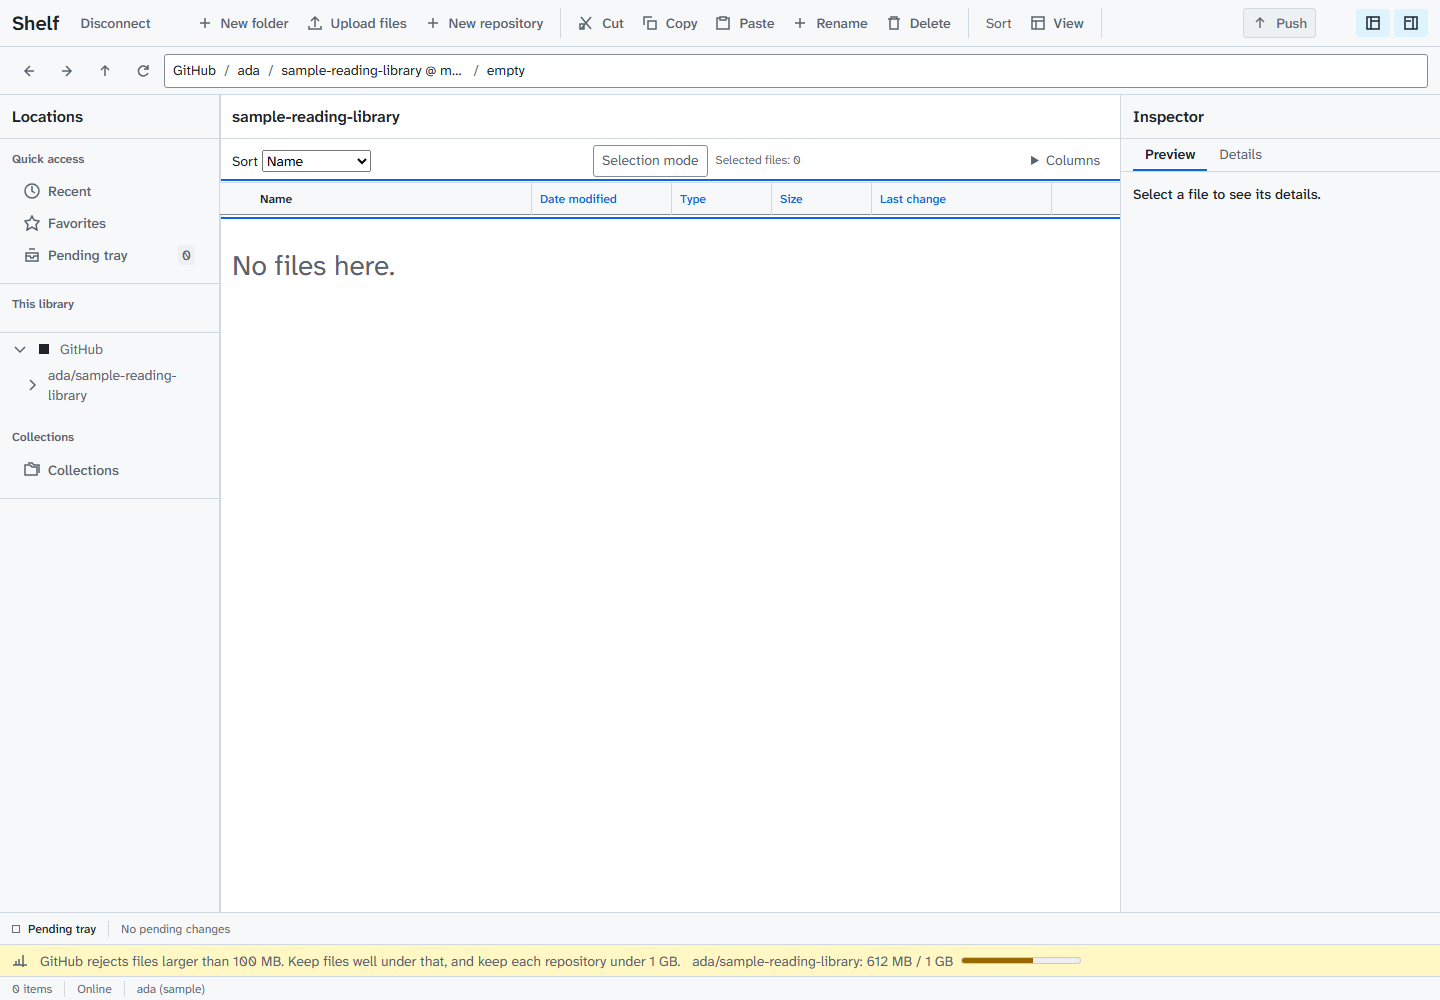 Shelf Disconnect New folder Upload files New repository Cut Copy Paste Rename Delete Sort View Push
GitHub / ada / sample-reading-library @ m... / empty
Locations
Quick access
Recent
Favorites
Pending tray 0
This library
GitHub
ada/sample-reading-
library
Collections
Collections
sample-reading-library
Sort Name Selection mode Selected files: 0 Columns
Name Date modified Type Size Last change
No files here.
Inspector
Preview Details
Select a file to see its details.
Pending tray No pending changes
GitHub rejects files larger than 100 MB. Keep files well under that, and keep each repository under 1 GB. ada/sample-reading-library: 612 MB / 1 GB
0 items Online ada (sample)